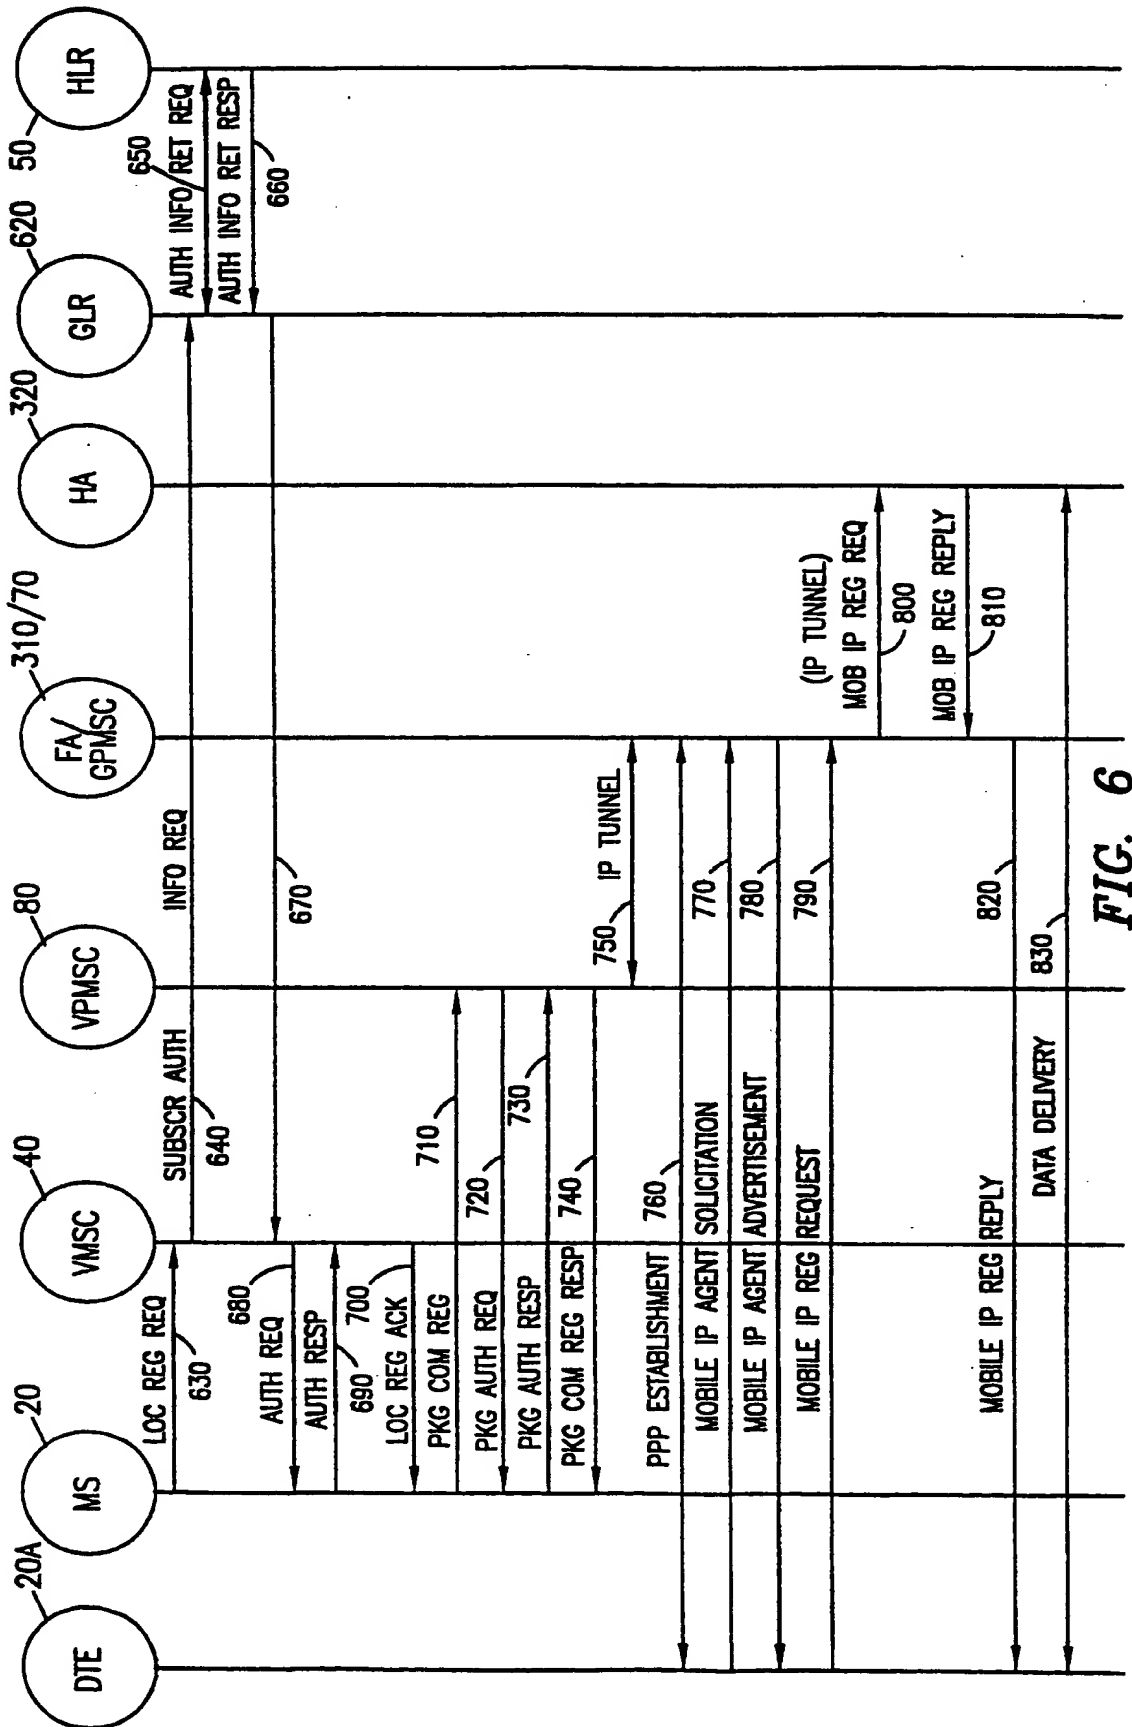 DTE
20A
MS
20
VMSC
40
VPMSC
80
FA/
GPMSC
310/70
HA
320
GLR
620
HLR
50
LOC REG REQ
630
SUBSCR AUTH
INFO REQ
640
AUTH INFO RET REQ
650
AUTH INFO RET RESP
660
670
680
AUTH REQ
AUTH RESP
690
700
LOC REG ACK
PKG COM REG
710
PKG AUTH REQ
720
PKG AUTH RESP
730
PKG COM REG RESP
740
750
IP TUNNEL
PPP ESTABLISHMENT
760
MOBILE IP AGENT SOLICITATION
770
MOBILE IP AGENT ADVERTISEMENT
780
MOBILE IP REG REQUEST
790
(IP TUNNEL)
MOB IP REG REQ
800
MOB IP REG REPLY
810
MOBILE IP REG REPLY
820
DATA DELIVERY
830
FIG. 6